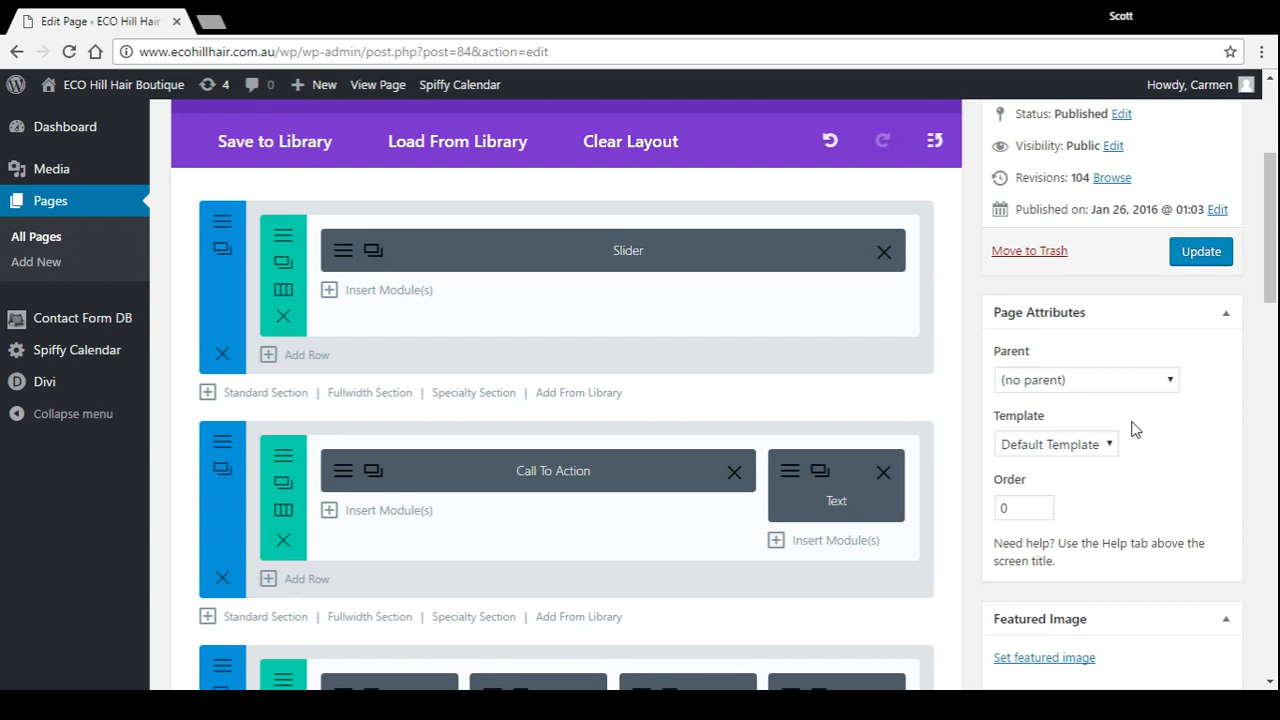 Scott
Edit Page ‹ ECO Hill Hair
www.ecohillhair.com.au/wp/wp-admin/post.php?post=84&action=edit
ECO Hill Hair Boutique 4 0 New View Page Spiffy Calendar Howdy, Carmen
Dashboard
Media
Pages
All Pages
Add New
Contact Form DB
Spiffy Calendar
Divi
Collapse menu
Save to Library Load From Library Clear Layout
Slider
Insert Module(s)
Add Row
Standard Section | Fullwidth Section | Specialty Section | Add From Library
Call To Action
Text
Insert Module(s)
Insert Module(s)
Add Row
Standard Section | Fullwidth Section | Specialty Section | Add From Library
Status: Published Edit
Visibility: Public Edit
Revisions: 104 Browse
Published on: Jan 26, 2016 @ 01:03 Edit
Move to Trash Update
Page Attributes
Parent
(no parent)
Template
Default Template
Order
0
Need help? Use the Help tab above the
screen title.
Featured Image
Set featured image